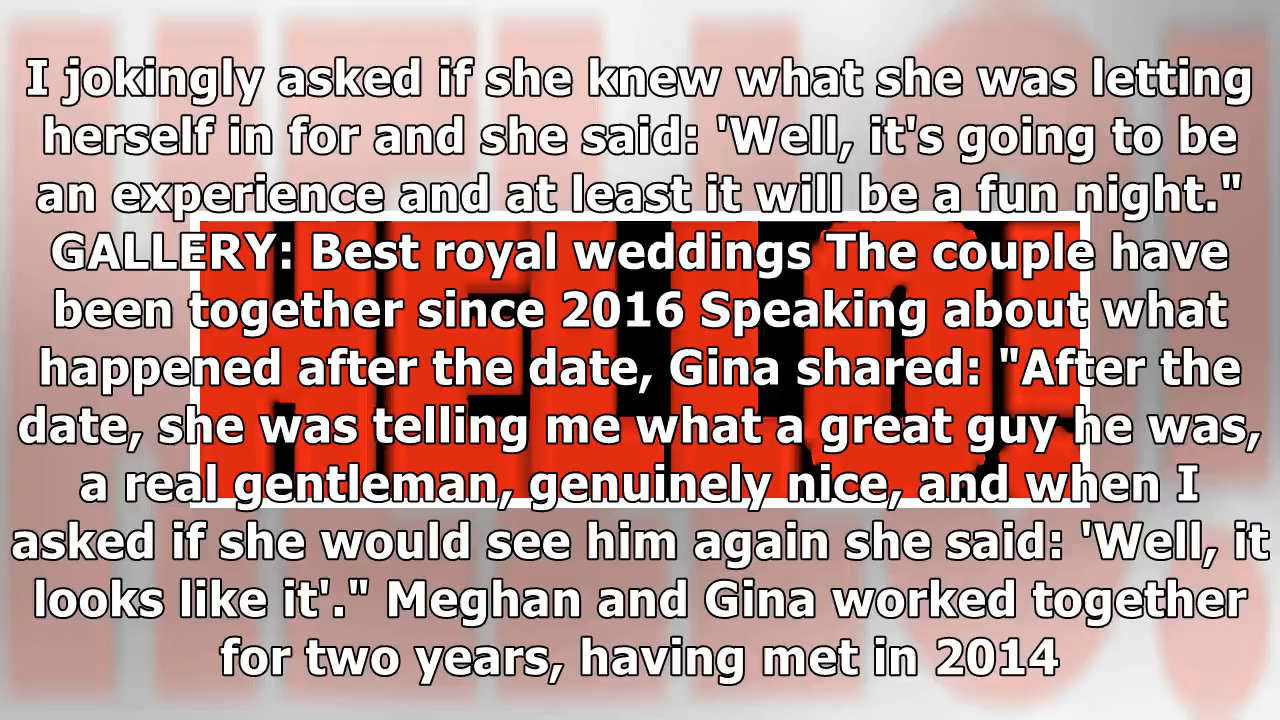 I jokingly asked if she knew what she was letting
herself in for and she said: 'Well, it's going to be
an experience and at least it will be a fun night."
GALLERY: Best royal weddings The couple have
been together since 2016 Speaking about what
happened after the date, Gina shared: "After the
date, she was telling me what a great guy he was,
a real gentleman, genuinely nice, and when I
asked if she would see him again she said: 'Well, it
looks like it'." Meghan and Gina worked together
for two years, having met in 2014
HELLO!